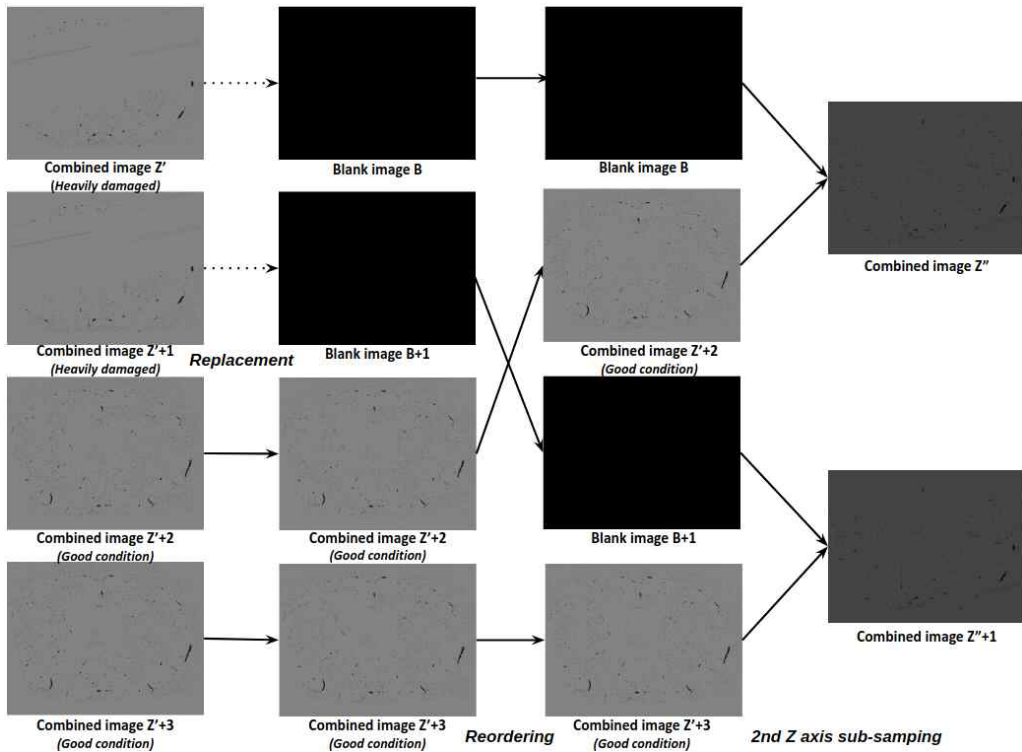 Combined image Z'
(Heavily damaged)
Blank image B
Blank image B
Combined image Z'+1
(Heavily damaged)
Replacement
Blank image B+1
Combined image Z'+2
(Good condition)
Combined image Z"
Combined image Z'+2
(Good condition)
Combined image Z'+2
(Good condition)
Blank image B+1
Combined image Z'+3
(Good condition)
Combined image Z'+3
(Good condition)
Reordering
Combined image Z'+3
(Good condition)
2nd Z axis sub-samping
Combined image Z"+1